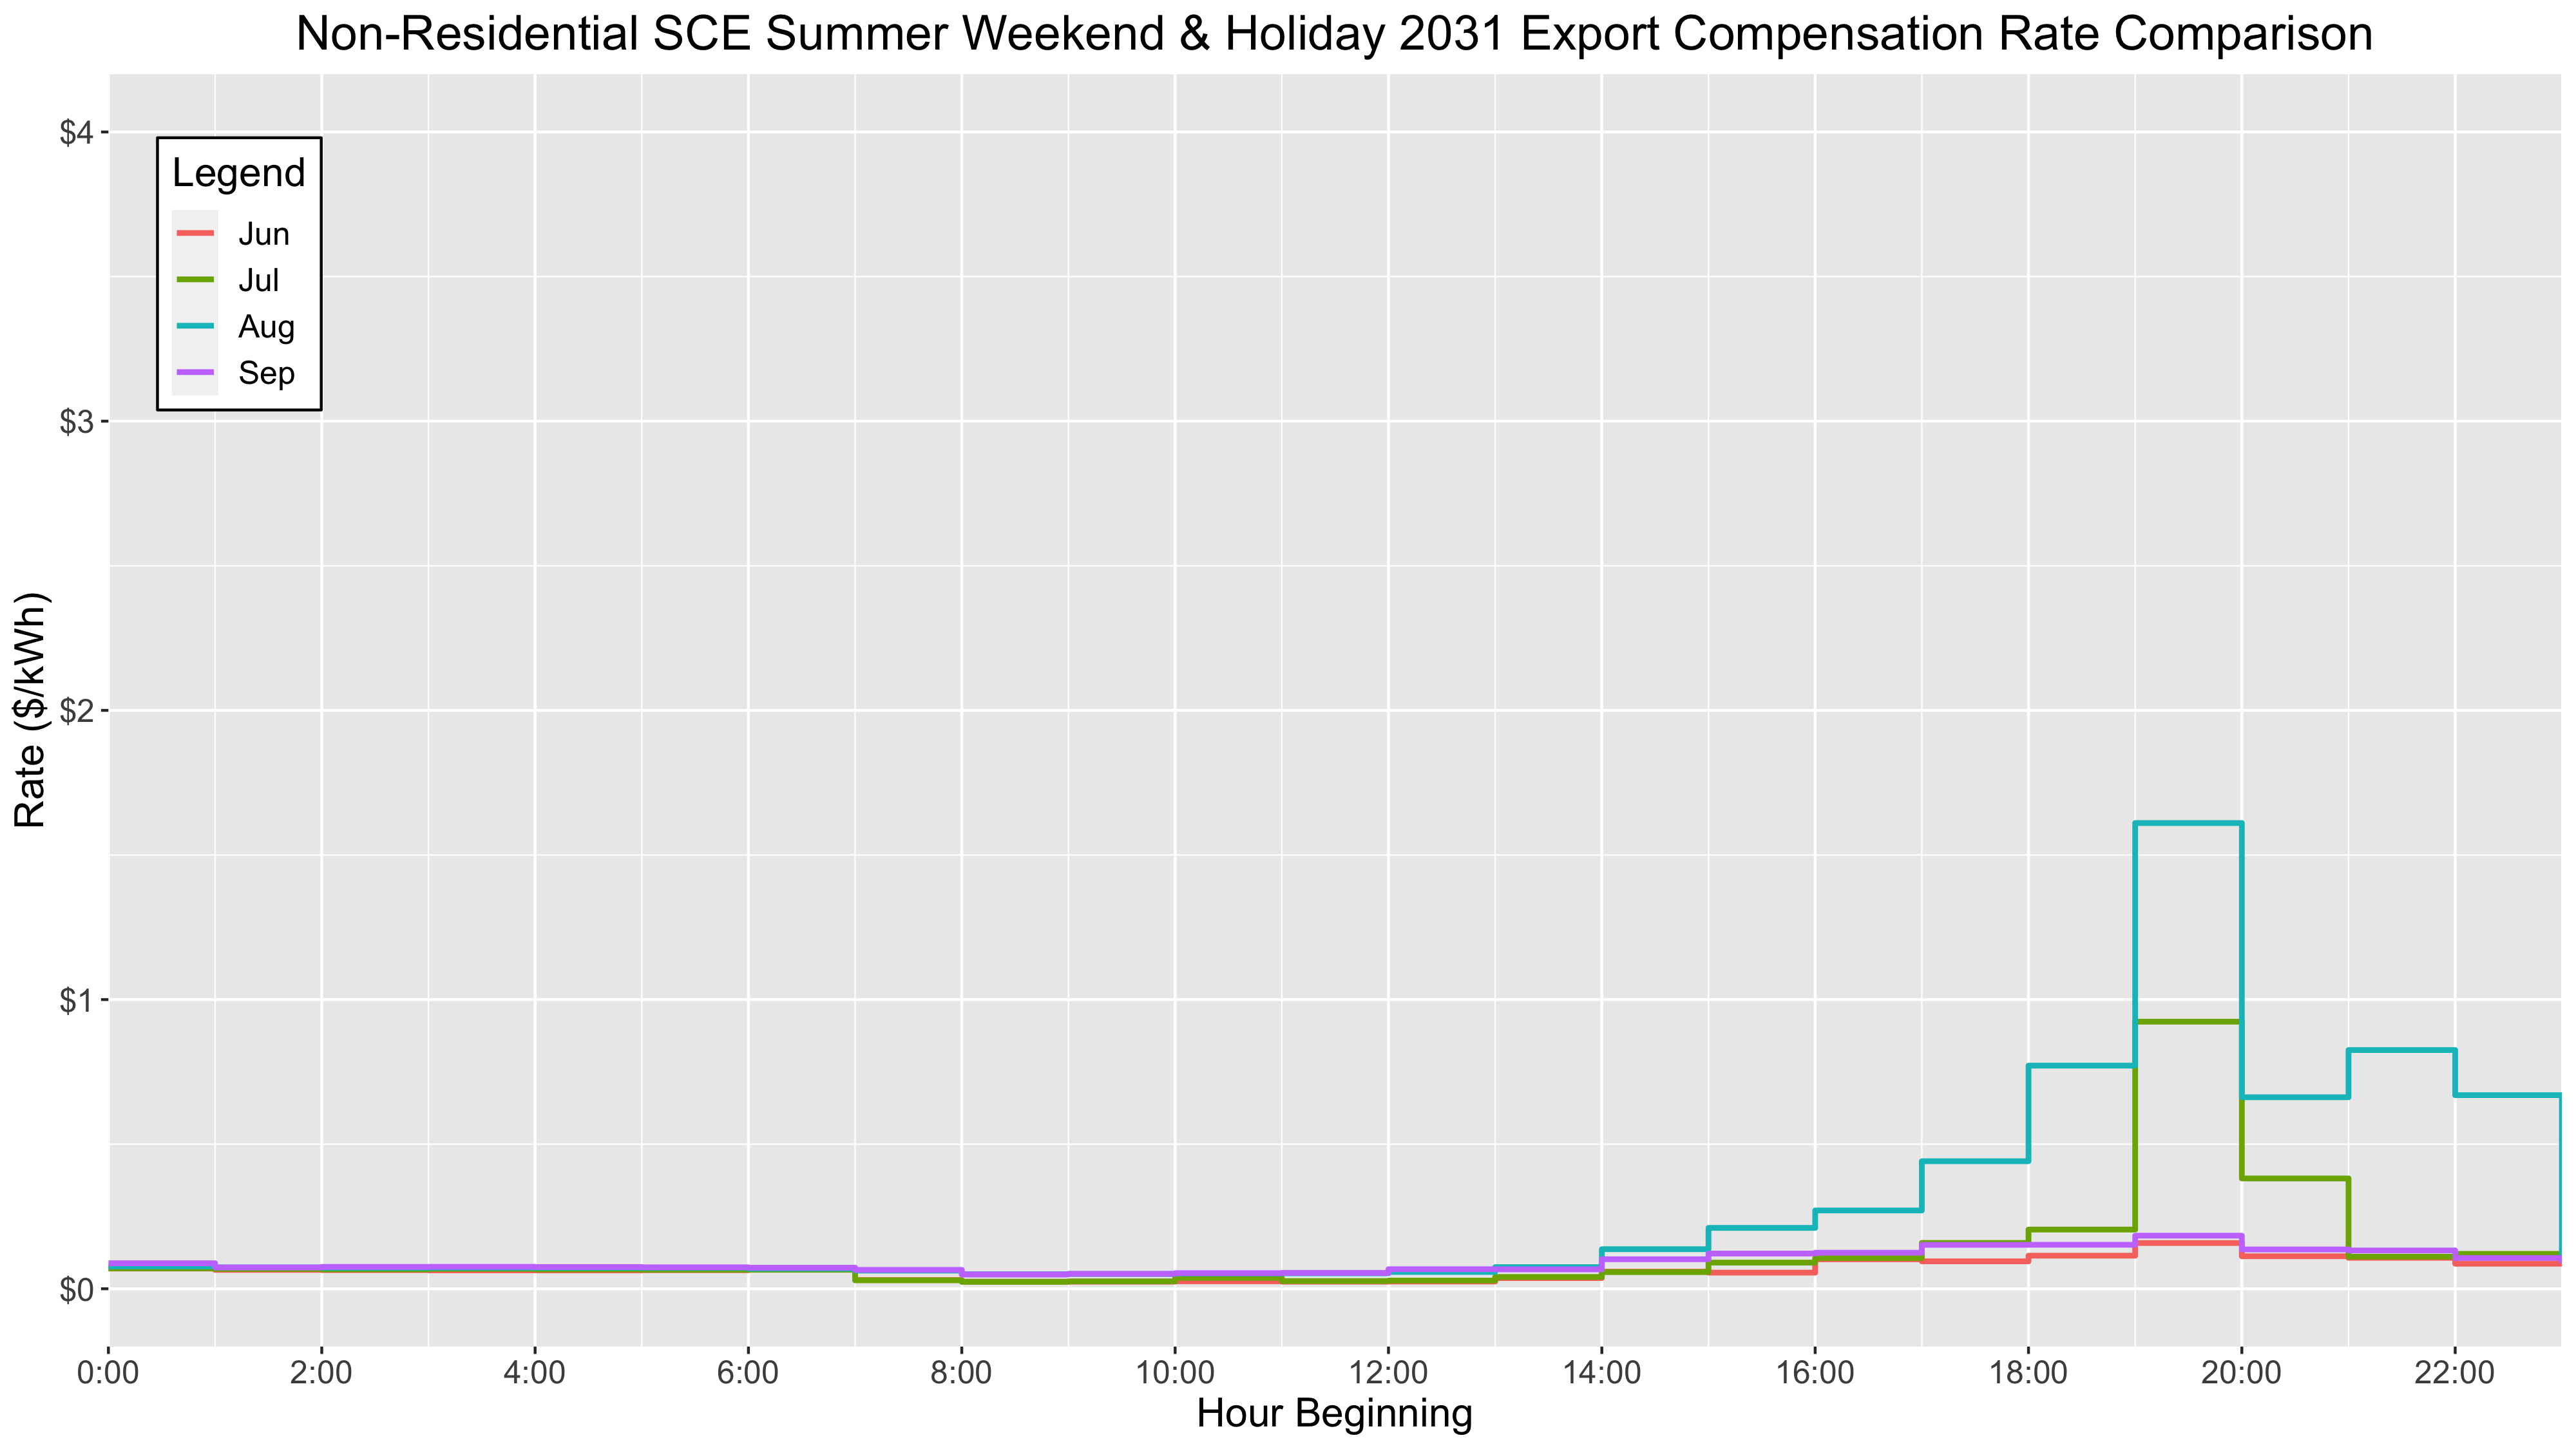 Non-Residential SCE Summer Weekend & Holiday 2031 Export Compensation Rate Comparison
$4
Legend
Jun
Jul
Aug
Sep
$3
$2
$1
$0
Rate ($/kWh)
0:00 2:00 4:00 6:00 8:00 10:00 12:00 14:00 16:00 18:00 20:00 22:00
Hour Beginning